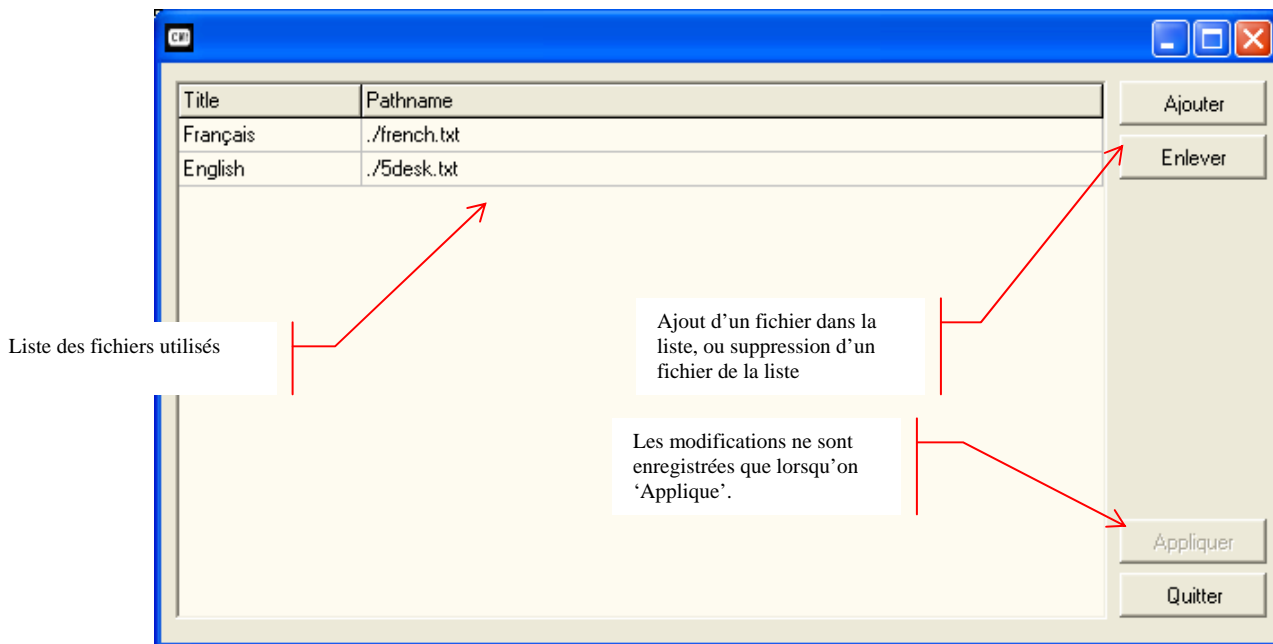 CW!
Title Pathname
Français ./french.txt
English ./5desk.txt
Ajouter
Enlever
Liste des fichiers utilisés
Ajout d’un fichier dans la
liste, ou suppression d’un
fichier de la liste
Les modifications ne sont
enregistrées que lorsqu’on
‘Applique’.
Appliquer
Quitter